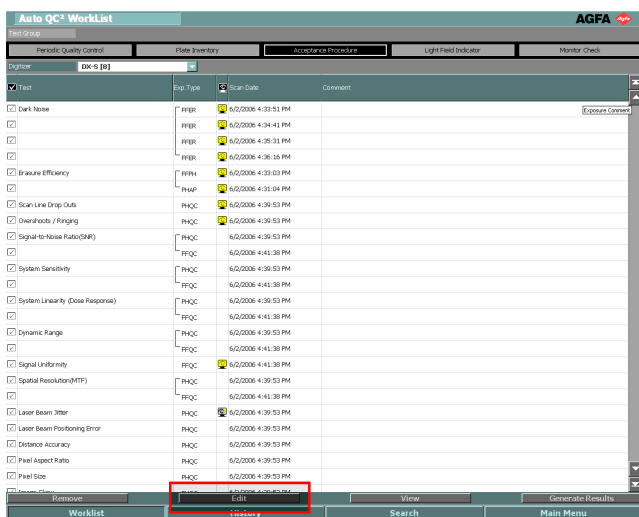 Auto QC² WorkList
AGFA
Test Group
Periodic Quality Control Plate Inventory Acceptance Procedure Light Field Indicator Monitor Check
Digitizer DX-S [8]
Test Exp.Type Scan Date Comment
Dark Noise FFER 6/2/2006 4:33:51 PM Exposure Comment
FFER 6/2/2006 4:34:41 PM
FFER 6/2/2006 4:35:31 PM
FFER 6/2/2006 4:36:16 PM
Erasure Efficiency FFPH 6/2/2006 4:33:03 PM
PHAP 6/2/2006 4:31:04 PM
Scan Line Drop Outs PHQC 6/2/2006 4:39:53 PM
Overshoots / Ringing PHQC 6/2/2006 4:39:53 PM
Signal-to-Noise Ratio(SNR) PHQC 6/2/2006 4:39:53 PM
FFQC 6/2/2006 4:41:38 PM
System Sensitivity PHQC 6/2/2006 4:39:53 PM
FFQC 6/2/2006 4:41:38 PM
System Linearity (Dose Response) PHQC 6/2/2006 4:39:53 PM
FFQC 6/2/2006 4:41:38 PM
Dynamic Range PHQC 6/2/2006 4:39:53 PM
FFQC 6/2/2006 4:41:38 PM
Signal Uniformity FFQC 6/2/2006 4:41:38 PM
Spatial Resolution(MTF) PHQC 6/2/2006 4:39:53 PM
FFQC 6/2/2006 4:41:38 PM
Laser Beam Jitter PHQC 6/2/2006 4:39:53 PM
Laser Beam Positioning Error PHQC 6/2/2006 4:39:53 PM
Distance Accuracy PHQC 6/2/2006 4:39:53 PM
Pixel Aspect Ratio PHQC 6/2/2006 4:39:53 PM
Pixel Size PHQC 6/2/2006 4:39:53 PM
Remove Edit View Generate Results
Worklist History Search Main Menu